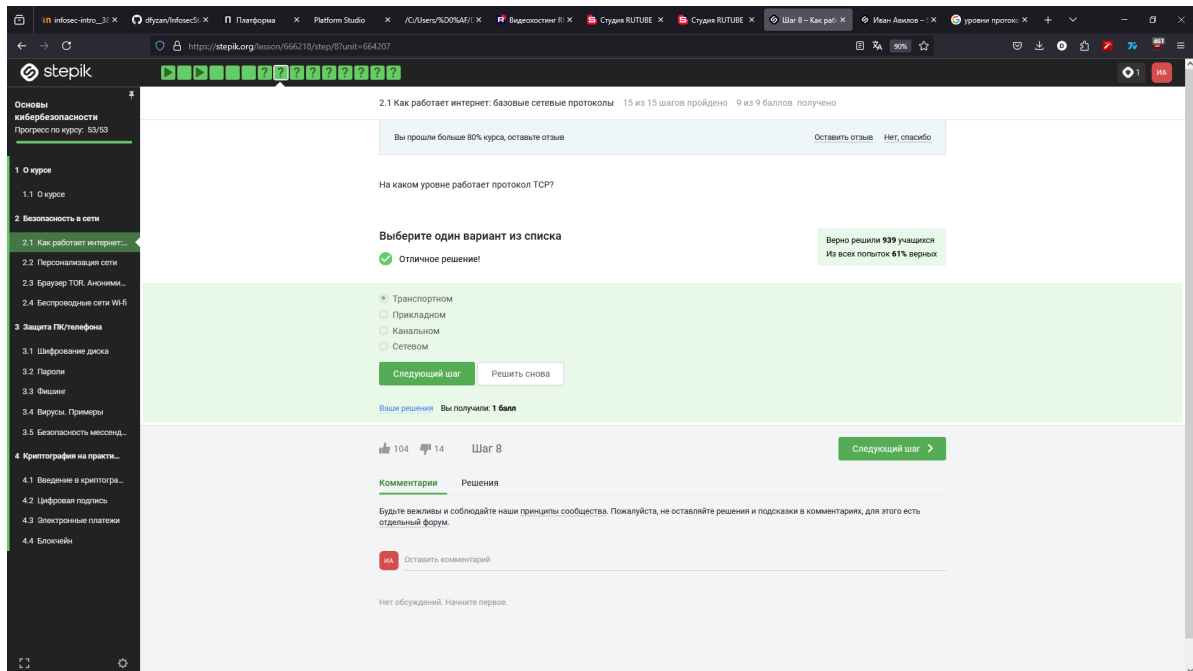 in infosec-intro_38
dfyzan/InfosecSt
Платформа
Platform Studio
/C:/Users/%D0%AF/D
Видеохостинг RU
Студия RUTUBE
Студия RUTUBE
Шаг 8 – Как раб
Иван Авилов – S
уровни протоко
https://stepik.org/lesson/666218/step/8?unit=664207
90%
461
stepik
1
ИА
Основы
кибербезопасности
Прогресс по курсу: 53/53
1 О курсе
1.1 О курсе
2 Безопасность в сети
2.1 Как работает интернет:...
2.2 Персонализация сети
2.3 Браузер TOR. Аноними...
2.4 Беспроводные сети Wi-fi
3 Защита ПК/телефона
3.1 Шифрование диска
3.2 Пароли
3.3 Фишинг
3.4 Вирусы. Примеры
3.5 Безопасность мессенд...
4 Криптография на практи...
4.1 Введение в криптогра...
4.2 Цифровая подпись
4.3 Электронные платежи
4.4 Блокчейн
2.1 Как работает интернет: базовые сетевые протоколы 15 из 15 шагов пройдено 9 из 9 баллов получено
Вы прошли больше 80% курса, оставьте отзыв Оставить отзыв Нет, спасибо
На каком уровне работает протокол TCP?
Выберите один вариант из списка
Отличное решение!
Верно решили 939 учащихся
Из всех попыток 61% верных
Транспортном
Прикладном
Канальном
Сетевом
Следующий шаг Решить снова
Ваши решения Вы получили: 1 балл
104 14 Шаг 8 Следующий шаг
Комментарии Решения
Будьте вежливы и соблюдайте наши принципы сообщества. Пожалуйста, не оставляйте решения и подсказки в комментариях, для этого есть
отдельный форум.
ИА Оставить комментарий
Нет обсуждений. Начните первое.